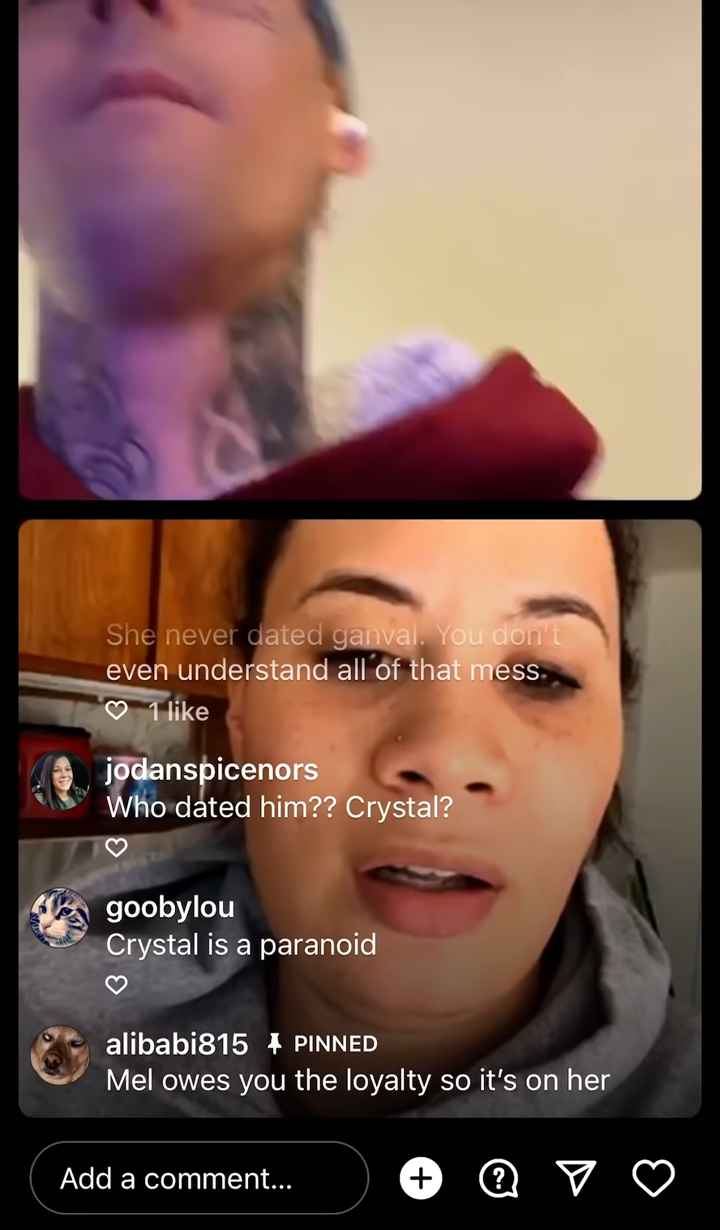 She never dated ganval. You don't
even understand all of that mess
1 like
jodanspicenors
Who dated him?? Crystal?
goobylou
Crystal is a paranoid
alibabi815 PINNED
Mel owes you the loyalty so it's on her
Add a comment...